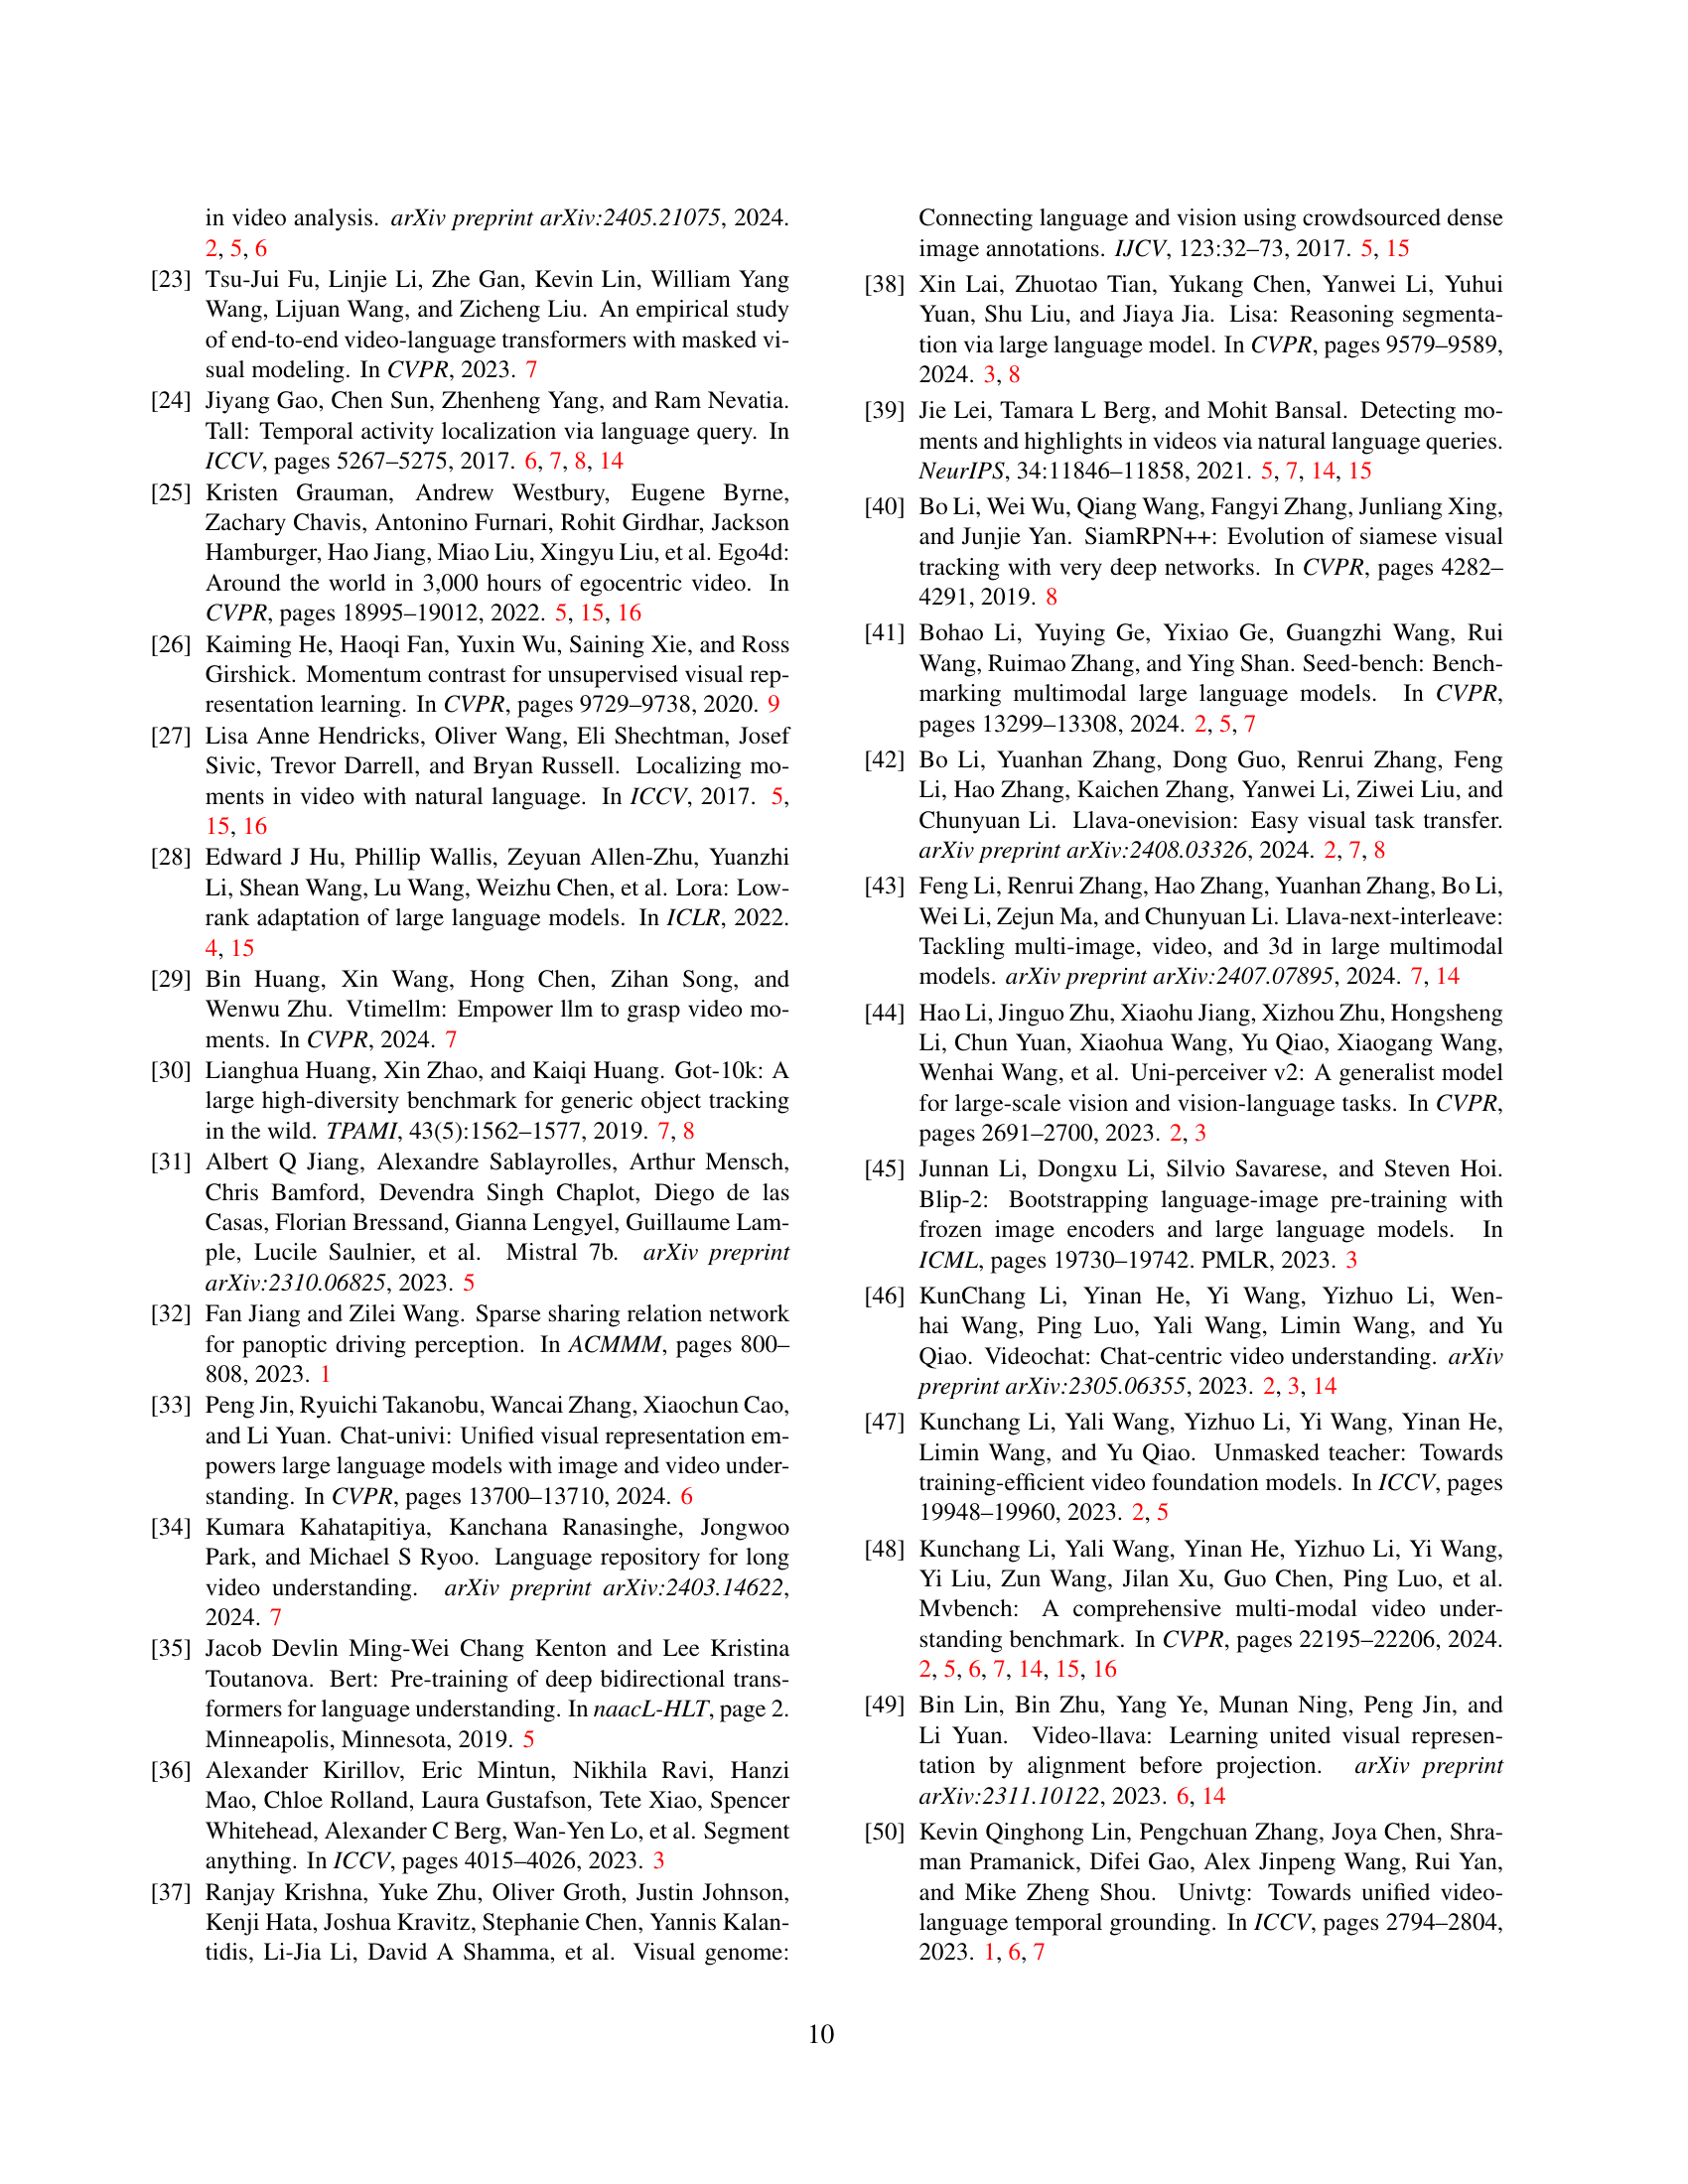 in video analysis. arXiv preprint arXiv:2405.21075, 2024.
2, 5, 6
[23] Tsu-Jui Fu, Linjie Li, Zhe Gan, Kevin Lin, William Yang
Wang, Lijuan Wang, and Zicheng Liu. An empirical study
of end-to-end video-language transformers with masked vi-
sual modeling. In CVPR, 2023. 7
[24] Jiyang Gao, Chen Sun, Zhenheng Yang, and Ram Nevatia.
Tall: Temporal activity localization via language query. In
ICCV, pages 5267–5275, 2017. 6, 7, 8, 14
[25] Kristen Grauman, Andrew Westbury, Eugene Byrne,
Zachary Chavis, Antonino Furnari, Rohit Girdhar, Jackson
Hamburger, Hao Jiang, Miao Liu, Xingyu Liu, et al. Ego4d:
Around the world in 3,000 hours of egocentric video. In
CVPR, pages 18995–19012, 2022. 5, 15, 16
[26] Kaiming He, Haoqi Fan, Yuxin Wu, Saining Xie, and Ross
Girshick. Momentum contrast for unsupervised visual rep-
resentation learning. In CVPR, pages 9729–9738, 2020. 9
[27] Lisa Anne Hendricks, Oliver Wang, Eli Shechtman, Josef
Sivic, Trevor Darrell, and Bryan Russell. Localizing mo-
ments in video with natural language. In ICCV, 2017. 5,
15, 16
[28] Edward J Hu, Phillip Wallis, Zeyuan Allen-Zhu, Yuanzhi
Li, Shean Wang, Lu Wang, Weizhu Chen, et al. Lora: Low-
rank adaptation of large language models. In ICLR, 2022.
4, 15
[29] Bin Huang, Xin Wang, Hong Chen, Zihan Song, and
Wenwu Zhu. Vtimellm: Empower llm to grasp video mo-
ments. In CVPR, 2024. 7
[30] Lianghua Huang, Xin Zhao, and Kaiqi Huang. Got-10k: A
large high-diversity benchmark for generic object tracking
in the wild. TPAMI, 43(5):1562–1577, 2019. 7, 8
[31] Albert Q Jiang, Alexandre Sablayrolles, Arthur Mensch,
Chris Bamford, Devendra Singh Chaplot, Diego de las
Casas, Florian Bressand, Gianna Lengyel, Guillaume Lam-
ple, Lucile Saulnier, et al. Mistral 7b. arXiv preprint
arXiv:2310.06825, 2023. 5
[32] Fan Jiang and Zilei Wang. Sparse sharing relation network
for panoptic driving perception. In ACMMM, pages 800–
808, 2023. 1
[33] Peng Jin, Ryuichi Takanobu, Wancai Zhang, Xiaochun Cao,
and Li Yuan. Chat-univi: Unified visual representation em-
powers large language models with image and video under-
standing. In CVPR, pages 13700–13710, 2024. 6
[34] Kumara Kahatapitiya, Kanchana Ranasinghe, Jongwoo
Park, and Michael S Ryoo. Language repository for long
video understanding. arXiv preprint arXiv:2403.14622,
2024. 7
[35] Jacob Devlin Ming-Wei Chang Kenton and Lee Kristina
Toutanova. Bert: Pre-training of deep bidirectional trans-
formers for language understanding. In naacL-HLT, page 2.
Minneapolis, Minnesota, 2019. 5
[36] Alexander Kirillov, Eric Mintun, Nikhila Ravi, Hanzi
Mao, Chloe Rolland, Laura Gustafson, Tete Xiao, Spencer
Whitehead, Alexander C Berg, Wan-Yen Lo, et al. Segment
anything. In ICCV, pages 4015–4026, 2023. 3
[37] Ranjay Krishna, Yuke Zhu, Oliver Groth, Justin Johnson,
Kenji Hata, Joshua Kravitz, Stephanie Chen, Yannis Kalan-
tidis, Li-Jia Li, David A Shamma, et al. Visual genome:
Connecting language and vision using crowdsourced dense
image annotations. IJCV, 123:32–73, 2017. 5, 15
[38] Xin Lai, Zhuotao Tian, Yukang Chen, Yanwei Li, Yuhui
Yuan, Shu Liu, and Jiaya Jia. Lisa: Reasoning segmenta-
tion via large language model. In CVPR, pages 9579–9589,
2024. 3, 8
[39] Jie Lei, Tamara L Berg, and Mohit Bansal. Detecting mo-
ments and highlights in videos via natural language queries.
NeurIPS, 34:11846–11858, 2021. 5, 7, 14, 15
[40] Bo Li, Wei Wu, Qiang Wang, Fangyi Zhang, Junliang Xing,
and Junjie Yan. SiamRPN++: Evolution of siamese visual
tracking with very deep networks. In CVPR, pages 4282–
4291, 2019. 8
[41] Bohao Li, Yuying Ge, Yixiao Ge, Guangzhi Wang, Rui
Wang, Ruimao Zhang, and Ying Shan. Seed-bench: Bench-
marking multimodal large language models. In CVPR,
pages 13299–13308, 2024. 2, 5, 7
[42] Bo Li, Yuanhan Zhang, Dong Guo, Renrui Zhang, Feng
Li, Hao Zhang, Kaichen Zhang, Yanwei Li, Ziwei Liu, and
Chunyuan Li. Llava-onevision: Easy visual task transfer.
arXiv preprint arXiv:2408.03326, 2024. 2, 7, 8
[43] Feng Li, Renrui Zhang, Hao Zhang, Yuanhan Zhang, Bo Li,
Wei Li, Zejun Ma, and Chunyuan Li. Llava-next-interleave:
Tackling multi-image, video, and 3d in large multimodal
models. arXiv preprint arXiv:2407.07895, 2024. 7, 14
[44] Hao Li, Jinguo Zhu, Xiaohu Jiang, Xizhou Zhu, Hongsheng
Li, Chun Yuan, Xiaohua Wang, Yu Qiao, Xiaogang Wang,
Wenhai Wang, et al. Uni-perceiver v2: A generalist model
for large-scale vision and vision-language tasks. In CVPR,
pages 2691–2700, 2023. 2, 3
[45] Junnan Li, Dongxu Li, Silvio Savarese, and Steven Hoi.
Blip-2: Bootstrapping language-image pre-training with
frozen image encoders and large language models. In
ICML, pages 19730–19742. PMLR, 2023. 3
[46] KunChang Li, Yinan He, Yi Wang, Yizhuo Li, Wen-
hai Wang, Ping Luo, Yali Wang, Limin Wang, and Yu
Qiao. Videochat: Chat-centric video understanding. arXiv
preprint arXiv:2305.06355, 2023. 2, 3, 14
[47] Kunchang Li, Yali Wang, Yizhuo Li, Yi Wang, Yinan He,
Limin Wang, and Yu Qiao. Unmasked teacher: Towards
training-efficient video foundation models. In ICCV, pages
19948–19960, 2023. 2, 5
[48] Kunchang Li, Yali Wang, Yinan He, Yizhuo Li, Yi Wang,
Yi Liu, Zun Wang, Jilan Xu, Guo Chen, Ping Luo, et al.
Mvbench: A comprehensive multi-modal video under-
standing benchmark. In CVPR, pages 22195–22206, 2024.
2, 5, 6, 7, 14, 15, 16
[49] Bin Lin, Bin Zhu, Yang Ye, Munan Ning, Peng Jin, and
Li Yuan. Video-llava: Learning united visual represen-
tation by alignment before projection. arXiv preprint
arXiv:2311.10122, 2023. 6, 14
[50] Kevin Qinghong Lin, Pengchuan Zhang, Joya Chen, Shra-
man Pramanick, Difei Gao, Alex Jinpeng Wang, Rui Yan,
and Mike Zheng Shou. Univtg: Towards unified video-
language temporal grounding. In ICCV, pages 2794–2804,
2023. 1, 6, 7
10